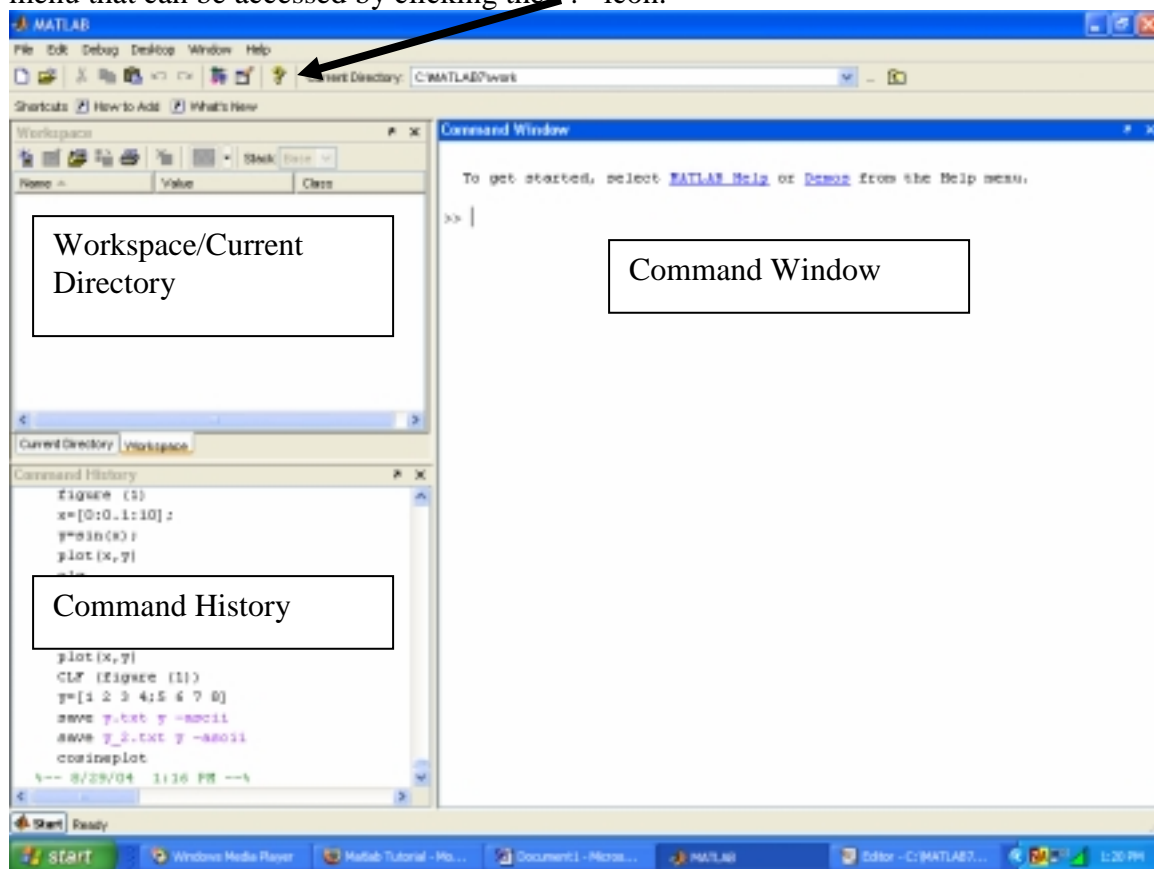 menu that can be accessed by clicking the "?" icon.
MATLAB
File Edit Debug Desktop Window Help
Current Directory: C:\MATLAB7\work
Shortcuts How to Add What's New
Workspace
Stack: Base
Name Value Class
Workspace/Current
Directory
Current Directory Workspace
Command History
figure (1)
x=[0:0.1:10];
y=sin(x);
plot(x,y)
Command History
plot(x,y)
CLF (figure (1))
y=[1 2 3 4;5 6 7 8]
save y.txt y -ascii
save y_2.txt y -ascii
cosineplot
%-- 8/29/04 1:16 PM --%
Command Window
To get started, select MATLAB Help or Demos from the Help menu.
>>
Command Window
Start Ready
start Windows Media Player Matlab Tutorial - Mo... Document1 - Micros... MATLAB Editor - C:\MATLAB7... 1:20 PM